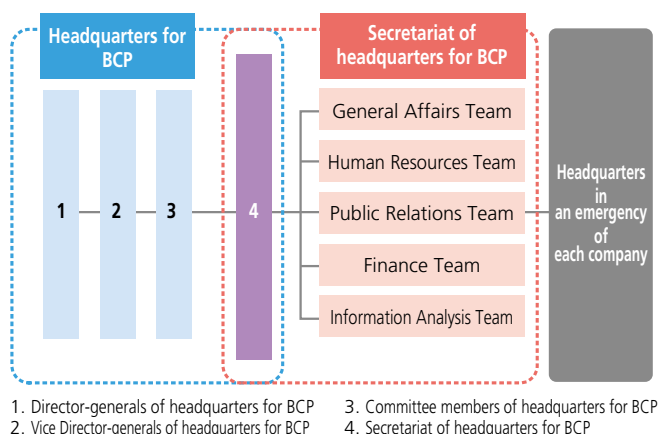 Headquarters for
BCP
Secretariat of
headquarters for BCP
1
2
3
4
General Affairs Team
Human Resources Team
Public Relations Team
Finance Team
Information Analysis Team
Headquarters
in
an emergency
of
each company
1. Director-generals of headquarters for BCP
2. Vice Director-generals of headquarters for BCP
3. Committee members of headquarters for BCP
4. Secretariat of headquarters for BCP